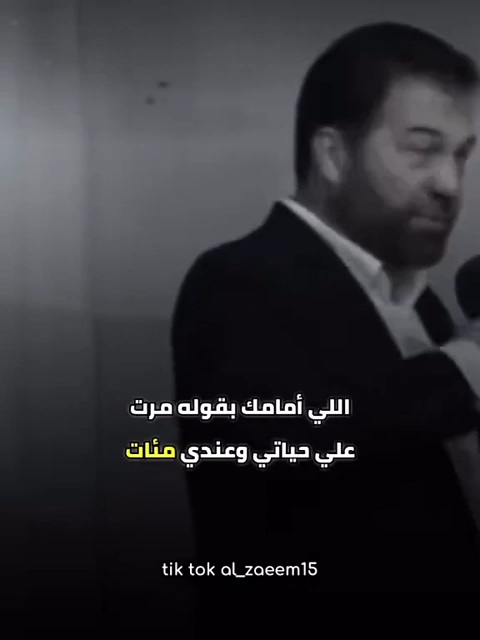 اللي أمامك بقوله مرت
علي حياتي وعندي مئات
tik tok al_zaeem15